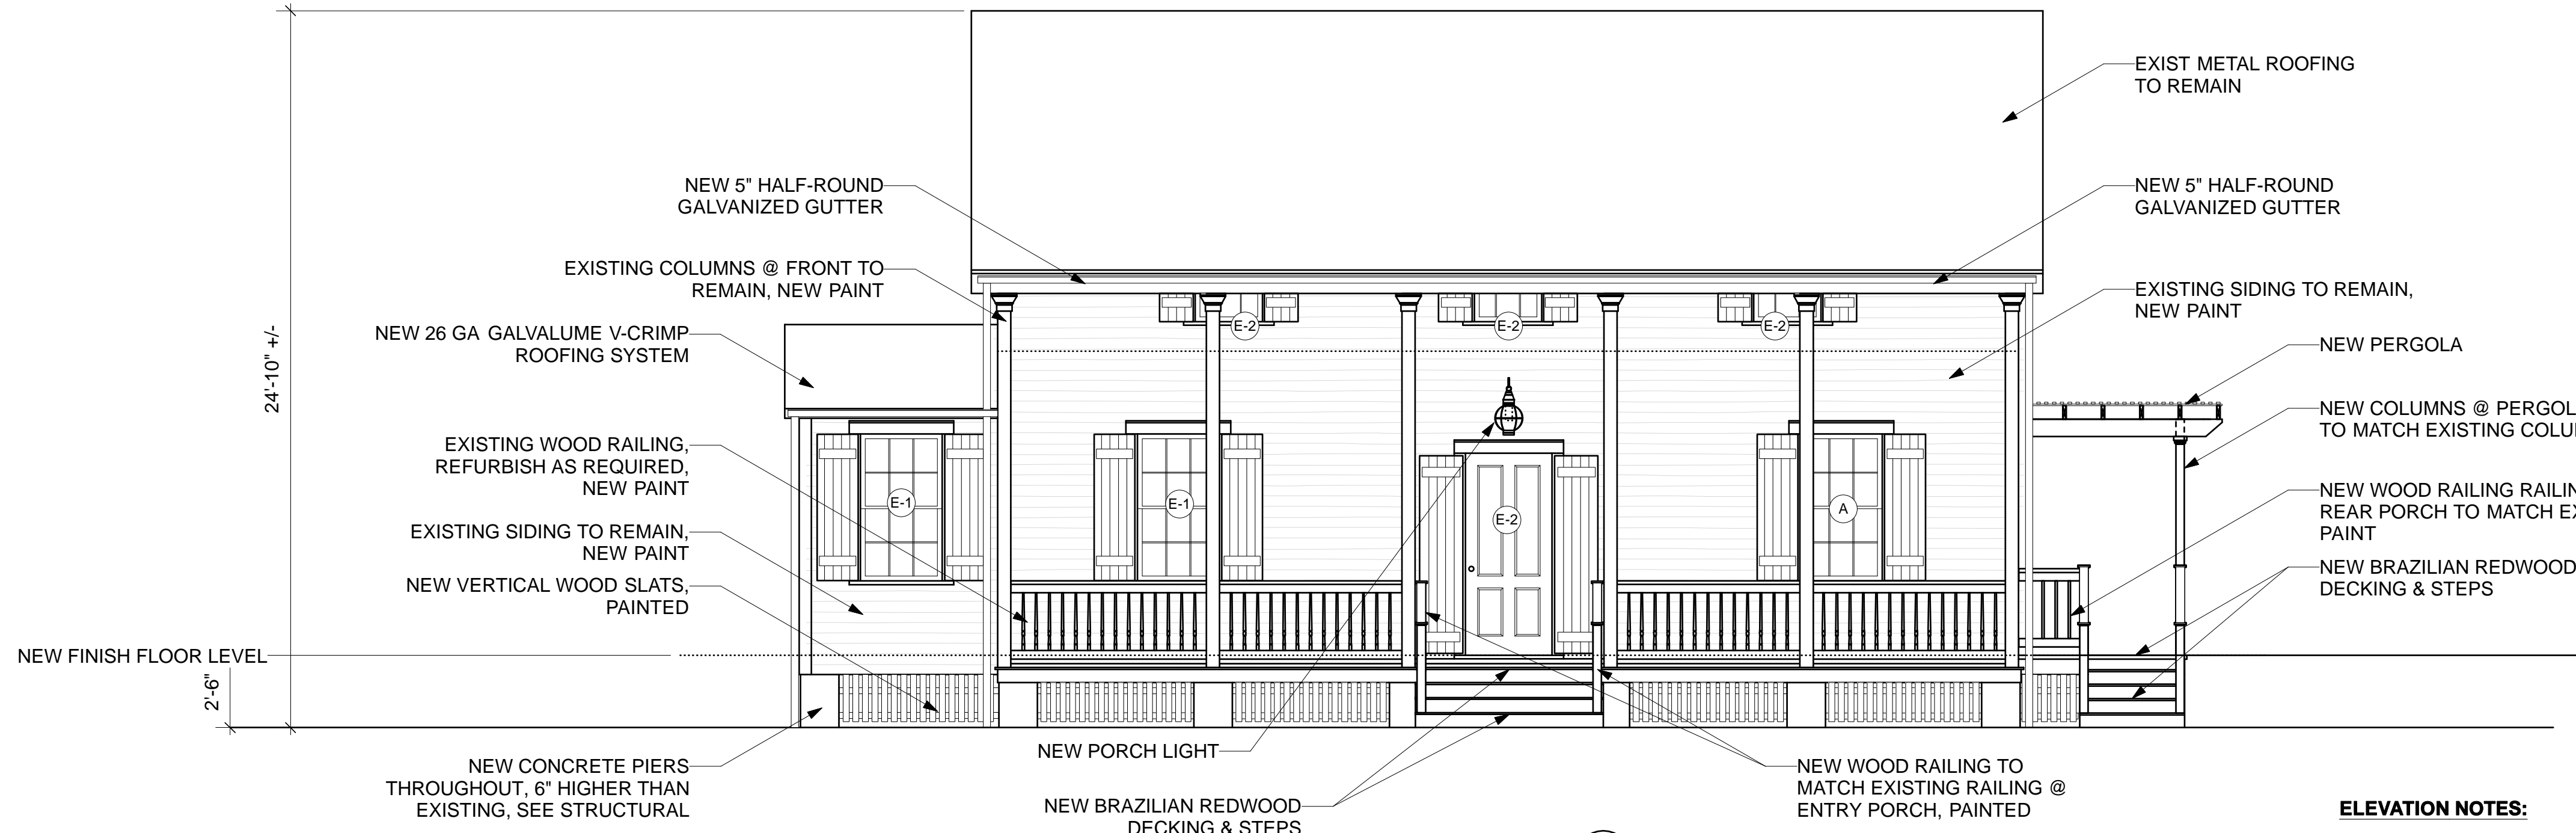 24'-10" +/-
2'-6"
NEW 5" HALF-ROUND
GALVANIZED GUTTER
EXISTING COLUMNS @ FRONT TO
REMAIN, NEW PAINT
NEW 26 GA GALVALUME V-CRIMP
ROOFING SYSTEM
EXISTING WOOD RAILING,
REFURBISH AS REQUIRED,
NEW PAINT
EXISTING SIDING TO REMAIN,
NEW PAINT
NEW VERTICAL WOOD SLATS,
PAINTED
NEW FINISH FLOOR LEVEL
NEW CONCRETE PIERS
THROUGHOUT, 6" HIGHER THAN
EXISTING, SEE STRUCTURAL
E-2
E-2
E-2
E-1
E-1
E-2
A
NEW PORCH LIGHT
NEW BRAZILIAN REDWOOD
DECKING & STEPS
NEW WOOD RAILING TO
MATCH EXISTING RAILING @
ENTRY PORCH, PAINTED
EXIST METAL ROOFING
TO REMAIN
NEW 5" HALF-ROUND
GALVANIZED GUTTER
EXISTING SIDING TO REMAIN,
NEW PAINT
NEW PERGOLA
NEW COLUMNS @
TO MATCH EXISTING
NEW WOOD RAILING
REAR PORCH TO MATCH
PAINT
NEW BRAZILIAN REDWOOD
DECKING & STEPS
ELEVATION NOTES: